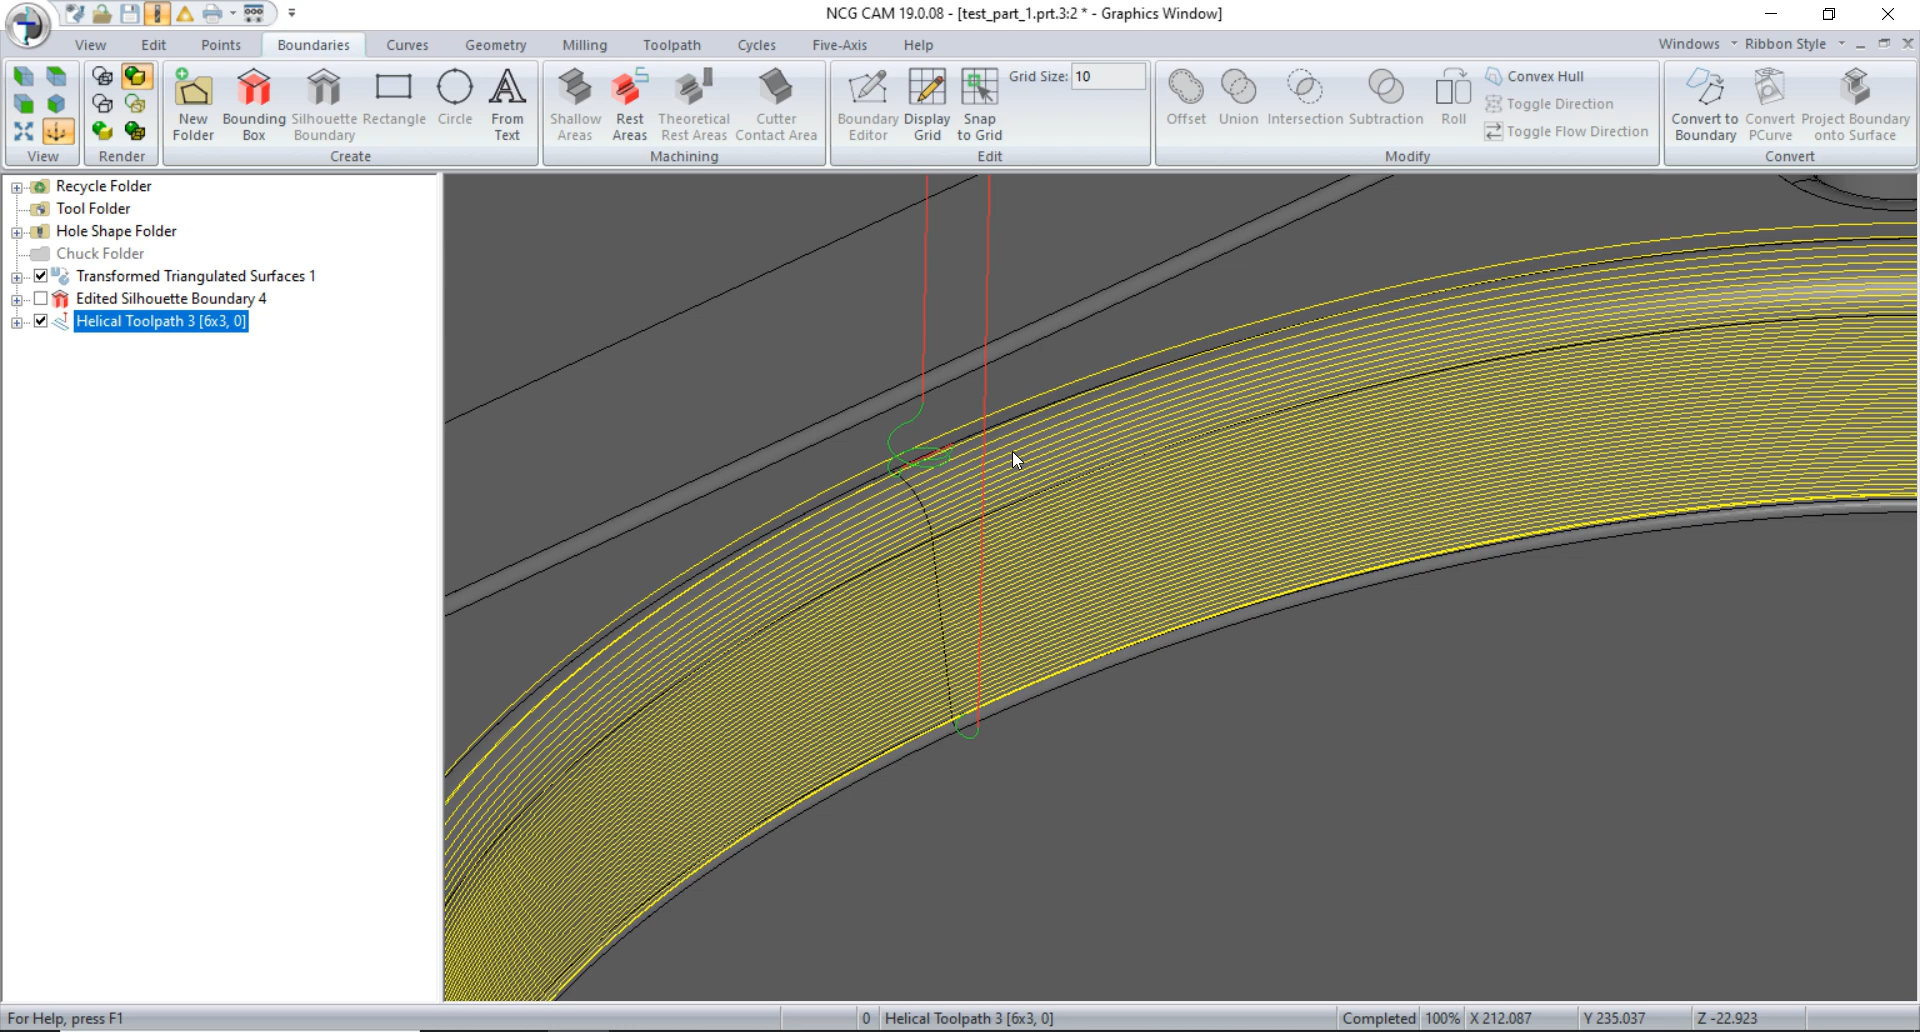 NCG CAM 19.0.08 - [test_part_1.prt.3:2 * - Graphics Window]
View Edit Points Boundaries Curves Geometry Milling Toolpath Cycles Five-Axis Help
Windows Ribbon Style
View
Render
New Folder
Bounding Box
Silhouette Boundary
Rectangle
Circle
From Text
Create
Shallow Areas
Rest Areas
Theoretical Rest Areas
Cutter Contact Area
Machining
Boundary Editor
Display Grid
Snap to Grid
Grid Size: 10
Edit
Offset
Union
Intersection
Subtraction
Roll
Convex Hull
Toggle Direction
Toggle Flow Direction
Modify
Convert to Boundary
Convert PCurve
Project Boundary onto Surface
Convert
Recycle Folder
Tool Folder
Hole Shape Folder
Chuck Folder
Transformed Triangulated Surfaces 1
Edited Silhouette Boundary 4
Helical Toolpath 3 [6x3, 0]
For Help, press F1
0 Helical Toolpath 3 [6x3, 0]
Completed 100% X 212.087 Y 235.037 Z -22.923